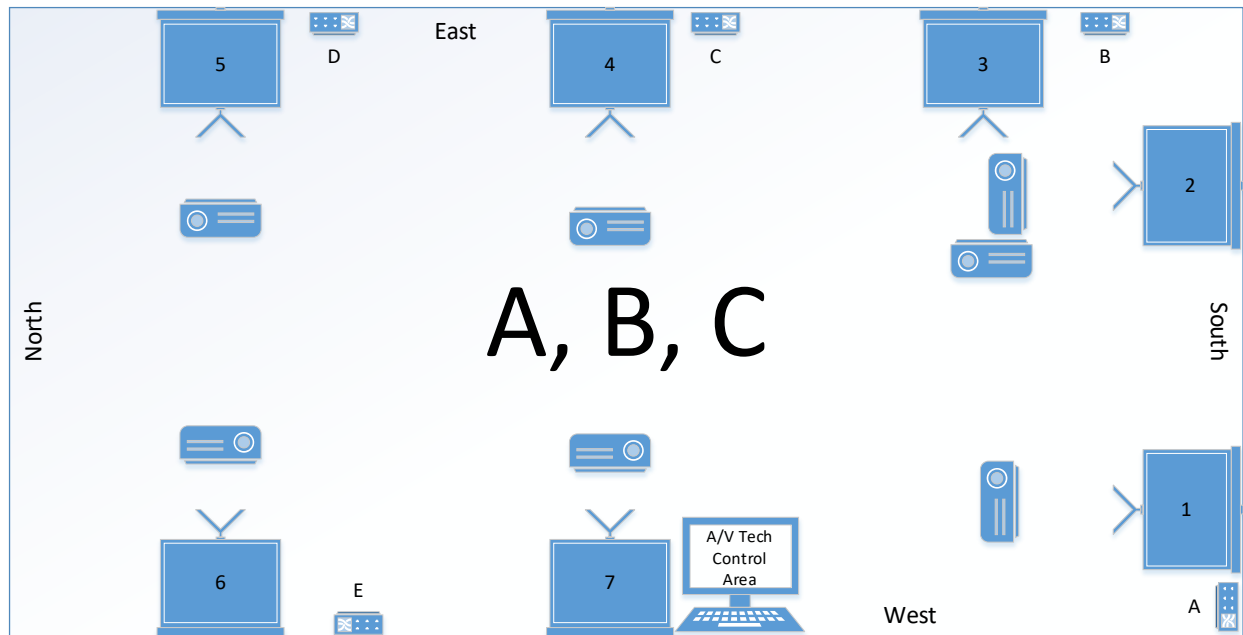 East
5
D
4
C
3
B
2
A, B, C
North
South
1
A/V Tech
Control
Area
6
E
7
West
A